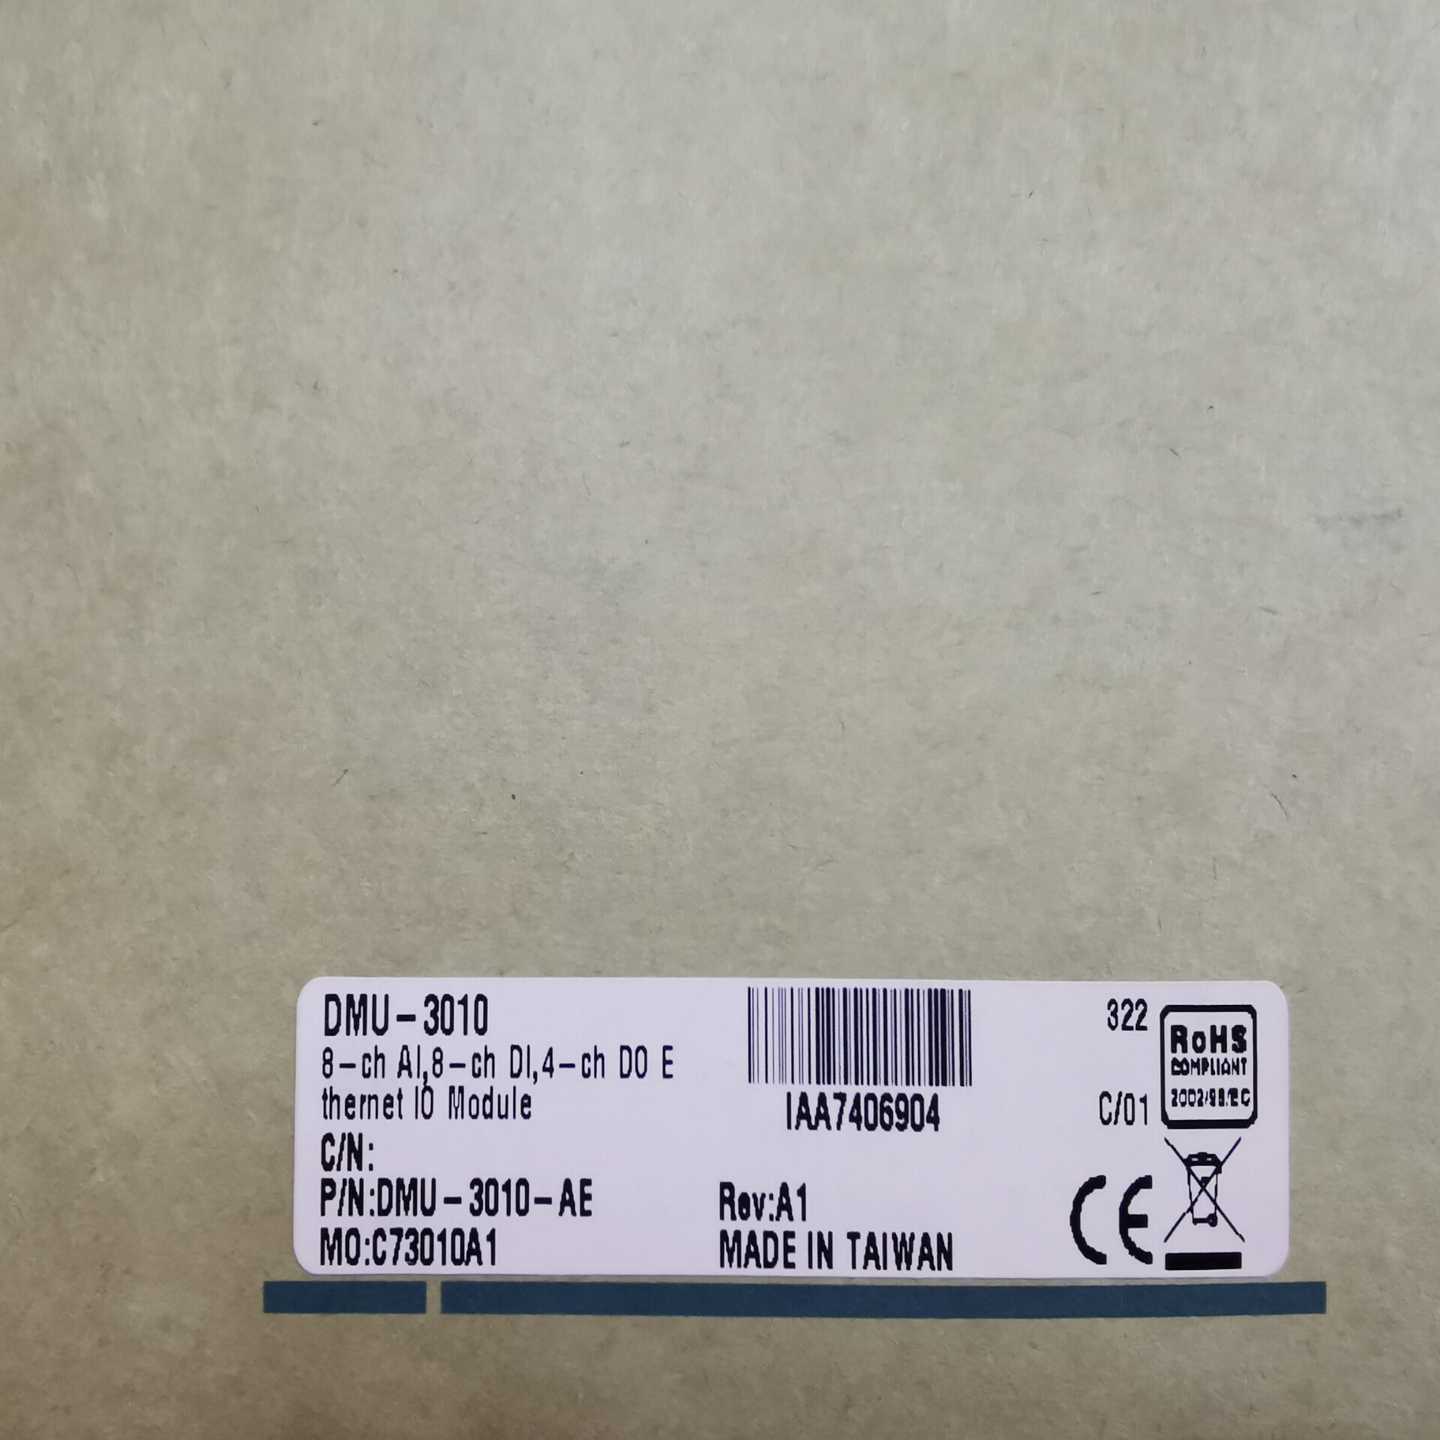 DMU-3010
8-ch AI,8-ch DI,4-ch DO E
thernet IO Module
C/N:
P/N:DMU-3010-AE
MO:C73010A1
IAA7406904
Rev:A1
MADE IN TAIWAN
322
C/01
RoHS
COMPLIANT
2002/95/EC
CE